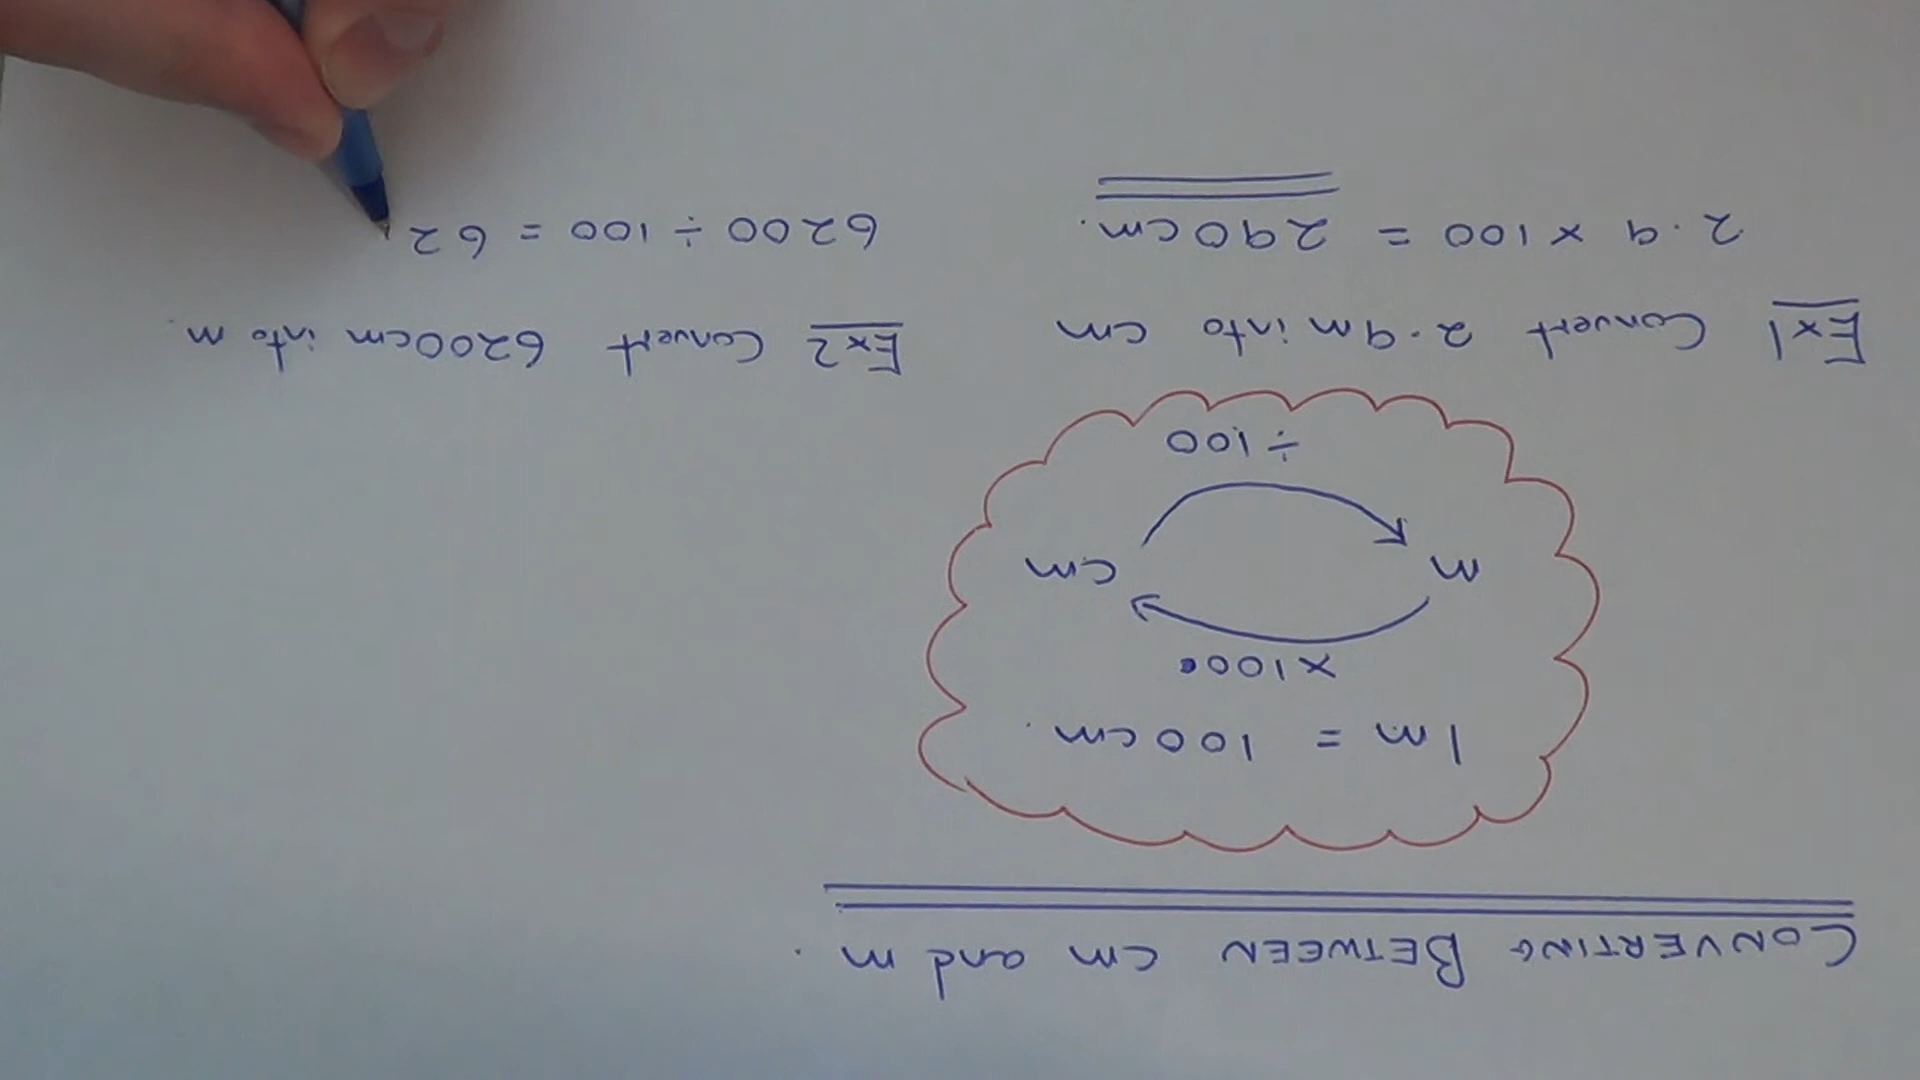 CONVERTING BETWEEN cm and m.
1m = 100cm.
×100
m cm
÷100
Ex1 Convert 2.9m into cm
2.9 × 100 = 290cm.
Ex2 Convert 6200cm into m.
6200 ÷ 100 = 62